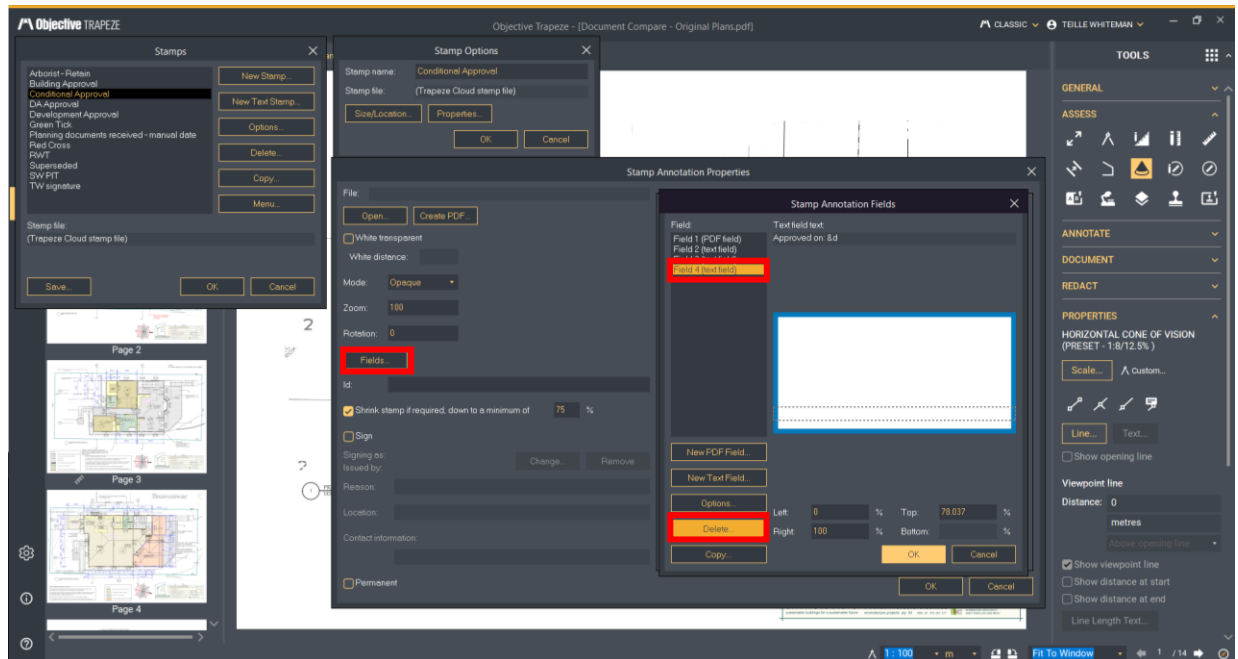 Objective TRAPEZE
Objective Trapeze - [Document Compare - Original Plans.pdf]
CLASSIC
TEILLE WHITEMAN
Stamps
Arborist - Retain
Building Approval
Conditional Approval
DA Approval
Development Approval
Green Tick
Planning documents received - manual date
Red Cross
RWT
Superseded
SW PIT
TW signature
New Stamp...
New Text Stamp...
Options...
Delete...
Copy...
Menu...
Stamp file:
(Trapeze Cloud stamp file)
Save...
OK
Cancel
Stamp Options
Stamp name:
Conditional Approval
Stamp file:
(Trapeze Cloud stamp file)
Size/Location...
Properties...
OK
Cancel
Stamp Annotation Properties
File:
Open...
Create PDF...
White transparent
White distance:
Mode:
Opaque
Zoom:
100
Rotation:
0
Fields...
Id:
Shrink stamp if required, down to a minimum of
75
%
Sign
Signing as:
Issued by:
Change...
Remove
Reason:
Location:
Contact information:
Permanent
OK
Cancel
Stamp Annotation Fields
Field:
Field 1 (PDF field)
Field 2 (text field)
Field 4 (text field)
Text field text:
Approved on: &d
New PDF Field...
New Text Field...
Options...
Delete...
Copy...
Left:
0
%
Top:
78.037
%
Right:
100
%
Bottom:
%
OK
Cancel
2
Page 2
Page 3
Page 4
1
TOOLS
GENERAL
ASSESS
ANNOTATE
DOCUMENT
REDACT
PROPERTIES
HORIZONTAL CONE OF VISION
(PRESET - 1:8/12.5% )
Scale...
Custom...
Line...
Text...
Show opening line
Viewpoint line
Distance:
0
metres
Above opening line
Show viewpoint line
Show distance at start
Show distance at end
Line Length Text...
1 : 100
m
Fit To Window
1
/14